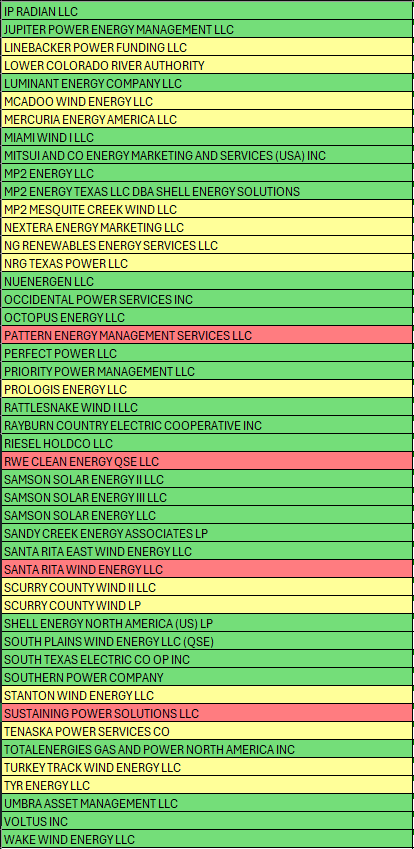 IP RADIAN LLC
JUPITER POWER ENERGY MANAGEMENT LLC
LINEBACKER POWER FUNDING LLC
LOWER COLORADO RIVER AUTHORITY
LUMINANT ENERGY COMPANY LLC
MCADOO WIND ENERGY LLC
MERCURIA ENERGY AMERICA LLC
MIAMI WIND I LLC
MITSUI AND CO ENERGY MARKETING AND SERVICES (USA) INC
MP2 ENERGY LLC
MP2 ENERGY TEXAS LLC DBA SHELL ENERGY SOLUTIONS
MP2 MESQUITE CREEK WIND LLC
NEXTERA ENERGY MARKETING LLC
NG RENEWABLES ENERGY SERVICES LLC
NRG TEXAS POWER LLC
NUENERGEN LLC
OCCIDENTAL POWER SERVICES INC
OCTOPUS ENERGY LLC
PATTERN ENERGY MANAGEMENT SERVICES LLC
PERFECT POWER LLC
PRIORITY POWER MANAGEMENT LLC
PROLOGIS ENERGY LLC
RATTLESNAKE WIND I LLC
RAYBURN COUNTRY ELECTRIC COOPERATIVE INC
RIESEL HOLDCO LLC
RWE CLEAN ENERGY QSE LLC
SAMSON SOLAR ENERGY II LLC
SAMSON SOLAR ENERGY III LLC
SAMSON SOLAR ENERGY LLC
SANDY CREEK ENERGY ASSOCIATES LP
SANTA RITA EAST WIND ENERGY LLC
SANTA RITA WIND ENERGY LLC
SCURRY COUNTY WIND II LLC
SCURRY COUNTY WIND LP
SHELL ENERGY NORTH AMERICA (US) LP
SOUTH PLAINS WIND ENERGY LLC (QSE)
SOUTH TEXAS ELECTRIC CO OP INC
SOUTHERN POWER COMPANY
STANTON WIND ENERGY LLC
SUSTAINING POWER SOLUTIONS LLC
TENASKA POWER SERVICES CO
TOTALENERGIES GAS AND POWER NORTH AMERICA INC
TURKEY TRACK WIND ENERGY LLC
TYR ENERGY LLC
UMBRA ASSET MANAGEMENT LLC
VOLTUS INC
WAKE WIND ENERGY LLC